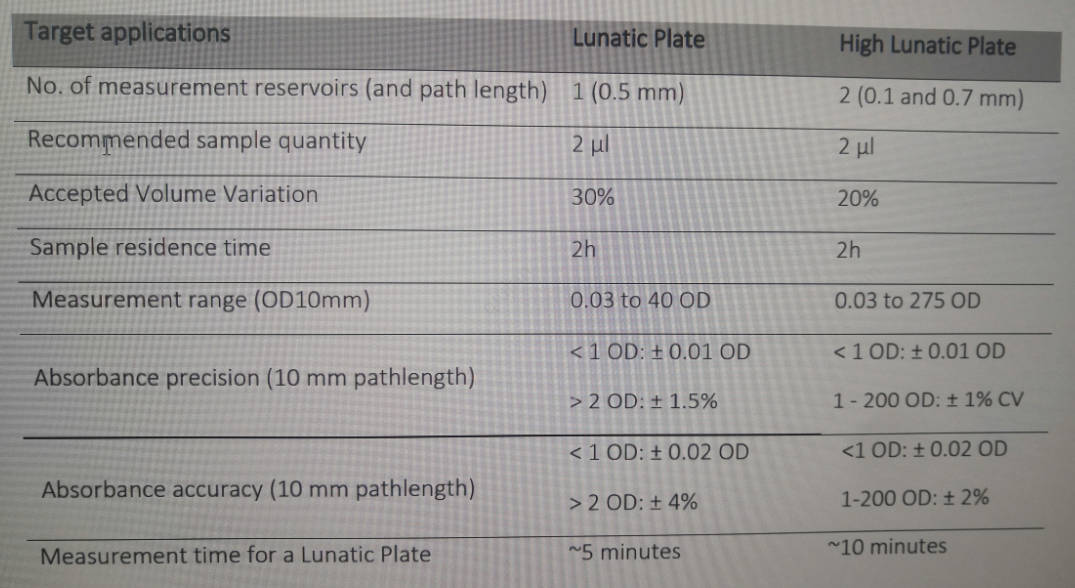 Target applications Lunatic Plate High Lunatic Plate
No. of measurement reservoirs (and path length) 1 (0.5 mm) 2 (0.1 and 0.7 mm)
Recommended sample quantity 2 µl 2 µl
Accepted Volume Variation 30% 20%
Sample residence time 2h 2h
Measurement range (OD10mm) 0.03 to 40 OD 0.03 to 275 OD
< 1 OD: ± 0.01 OD < 1 OD: ± 0.01 OD
Absorbance precision (10 mm pathlength)
> 2 OD: ± 1.5% 1 - 200 OD: ± 1% CV
< 1 OD: ± 0.02 OD <1 OD: ± 0.02 OD
Absorbance accuracy (10 mm pathlength)
> 2 OD: ± 4% 1-200 OD: ± 2%
Measurement time for a Lunatic Plate ~5 minutes ~10 minutes